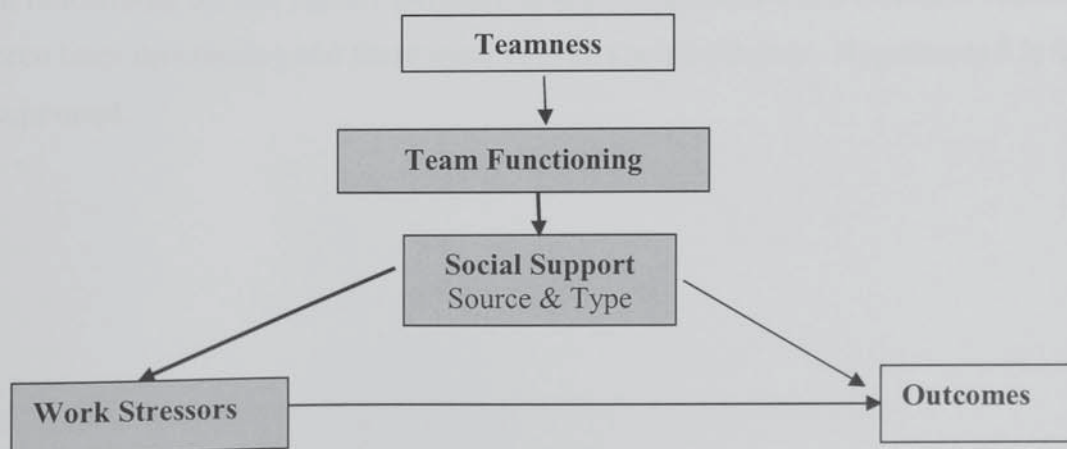 Teamness
Team Functioning
Social Support
Source & Type
Work Stressors
Outcomes